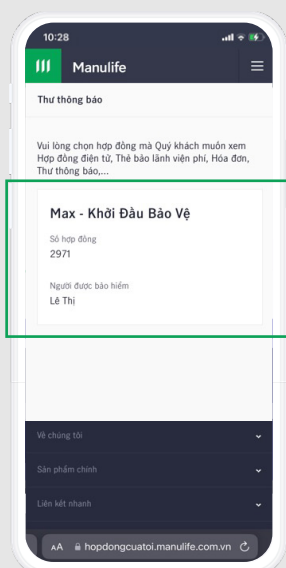 10:28
Manulife
Thư thông báo
Vui lòng chọn hợp đồng mà Quý khách muốn xem
Hợp đồng điện tử, Thẻ bảo lãnh viện phí, Hóa đơn,
Thư thông báo,...
Max - Khởi Đầu Bảo Vệ
Số hợp đồng
2971
Người được bảo hiểm
Lê Thị
Về chúng tôi
Sản phẩm chính
Liên kết nhanh
AA hopdongcuatoi.manulife.com.vn